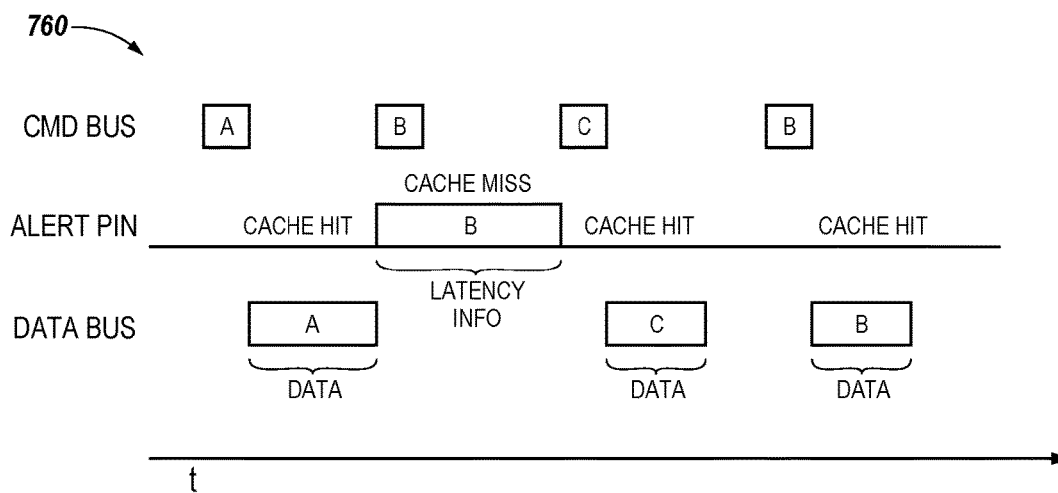 760
CMD BUS A B C B
CACHE MISS
ALERT PIN CACHE HIT B CACHE HIT CACHE HIT
LATENCY
INFO
DATA BUS A C B
DATA DATA DATA
t